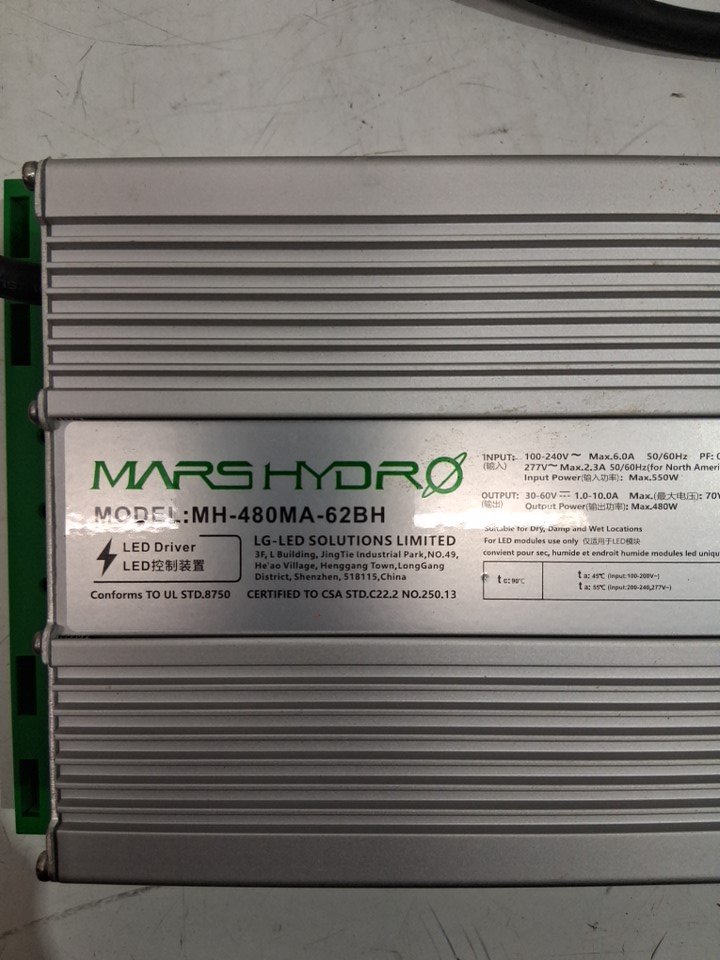 MARS HYDRO
MODEL:MH-480MA-62BH
LED Driver
LED控制装置
LG-LED SOLUTIONS LIMITED
3F, L Building, JingTie Industrial Park,NO.49,
He'ao Village, Henggang Town,LongGang
District, Shenzhen, 518115,China
Conforms TO UL STD.8750
CERTIFIED TO CSA STD.C22.2 NO.250.13
INPUT: 100-240V～ Max.6.0A 50/60Hz PF:
(输入)
277V～ Max.2.3A 50/60Hz(for North Amer
Input Power(输入功率): Max.550W
OUTPUT: 30-60V⎓ 1.0-10.0A Max.(最大电压): 70V
(输出)
Output Power(输出功率): Max.480W
Suitable for Dry, Damp and Wet Locations
For LED modules use only 仅适用于LED模块
convient pour sec, humide et endroit humide modules led uniqu
tc:90℃
ta: 45℃ (Input:100-200V~)
ta: 55℃ (Input:200-240,277V~)